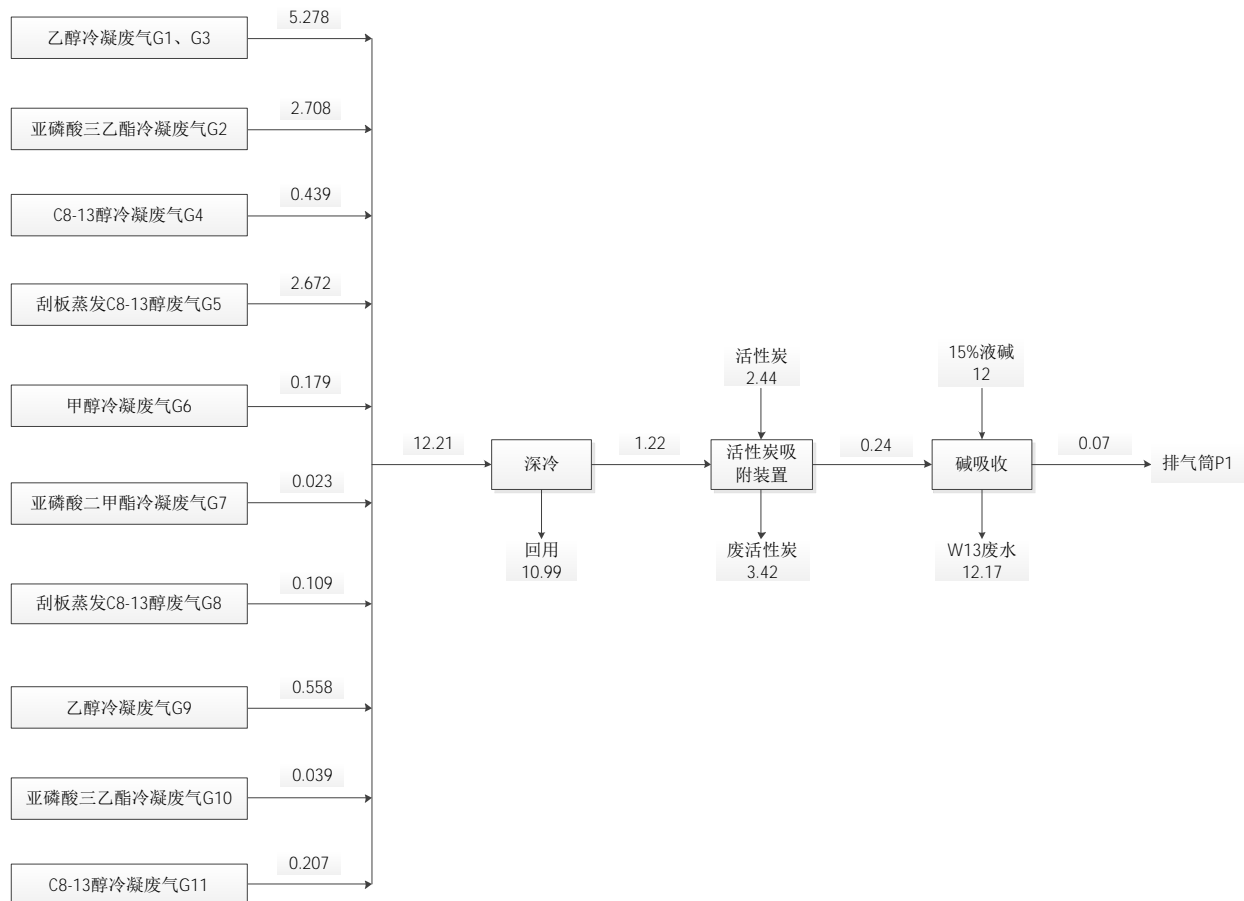 5.278
乙醇冷凝废气G1、G3
2.708
亚磷酸三乙酯冷凝废气G2
0.439
C8-13醇冷凝废气G4
2.672
刮板蒸发C8-13醇废气G5
0.179
甲醇冷凝废气G6
0.023
亚磷酸二甲酯冷凝废气G7
0.109
刮板蒸发C8-13醇废气G8
0.558
乙醇冷凝废气G9
0.039
亚磷酸三乙酯冷凝废气G10
0.207
C8-13醇冷凝废气G11
12.21
深冷
回用
10.99
1.22
活性炭
2.44
活性炭吸
附装置
废活性炭
3.42
0.24
15%液碱
12
碱吸收
W13废水
12.17
0.07
排气筒P1